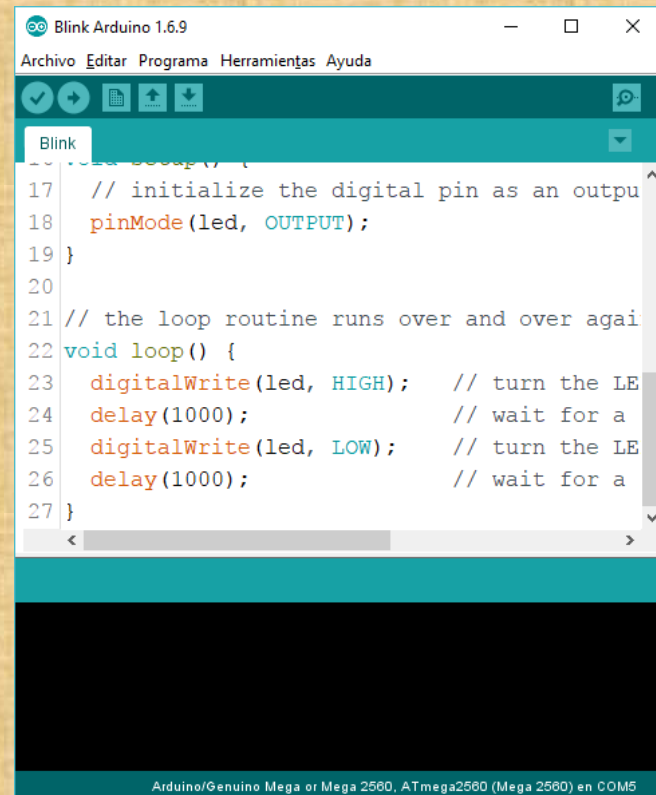 Blink Arduino 1.6.9
Archivo Editar Programa Herramientas Ayuda
Blink
17 // initialize the digital pin as an outpu
18 pinMode(led, OUTPUT);
19 }
20
21 // the loop routine runs over and over agai
22 void loop() {
23 digitalWrite(led, HIGH); // turn the LE
24 delay(1000); // wait for a
25 digitalWrite(led, LOW); // turn the LE
26 delay(1000); // wait for a
27 }
Arduino/Genuino Mega or Mega 2560, ATmega2560 (Mega 2560) en COM5